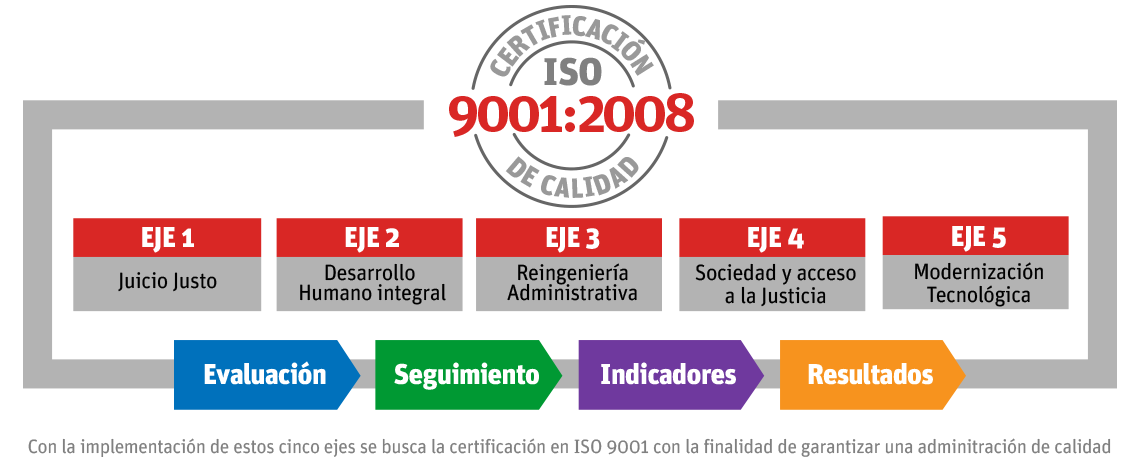 CERTIFICACIÓN
ISO
9001:2008
DE CALIDAD
EJE 1
Juicio Justo
EJE 2
Desarrollo
Humano integral
EJE 3
Reingeniería
Administrativa
EJE 4
Sociedad y acceso
a la Justicia
EJE 5
Modernización
Tecnológica
Evaluación
Seguimiento
Indicadores
Resultados
Con la implementación de estos cinco ejes se busca la certificación en ISO 9001 con la finalidad de garantizar una adminitración de calidad